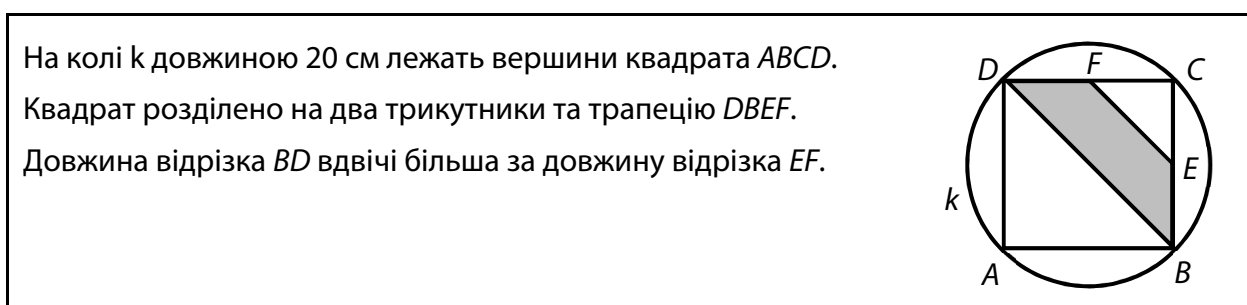 На колі k довжиною 20 см лежать вершини квадрата ABCD.
Квадрат розділено на два трикутники та трапецію DBEF.
Довжина відрізка BD вдвічі більша за довжину відрізка EF.
D F C
E
k
A B